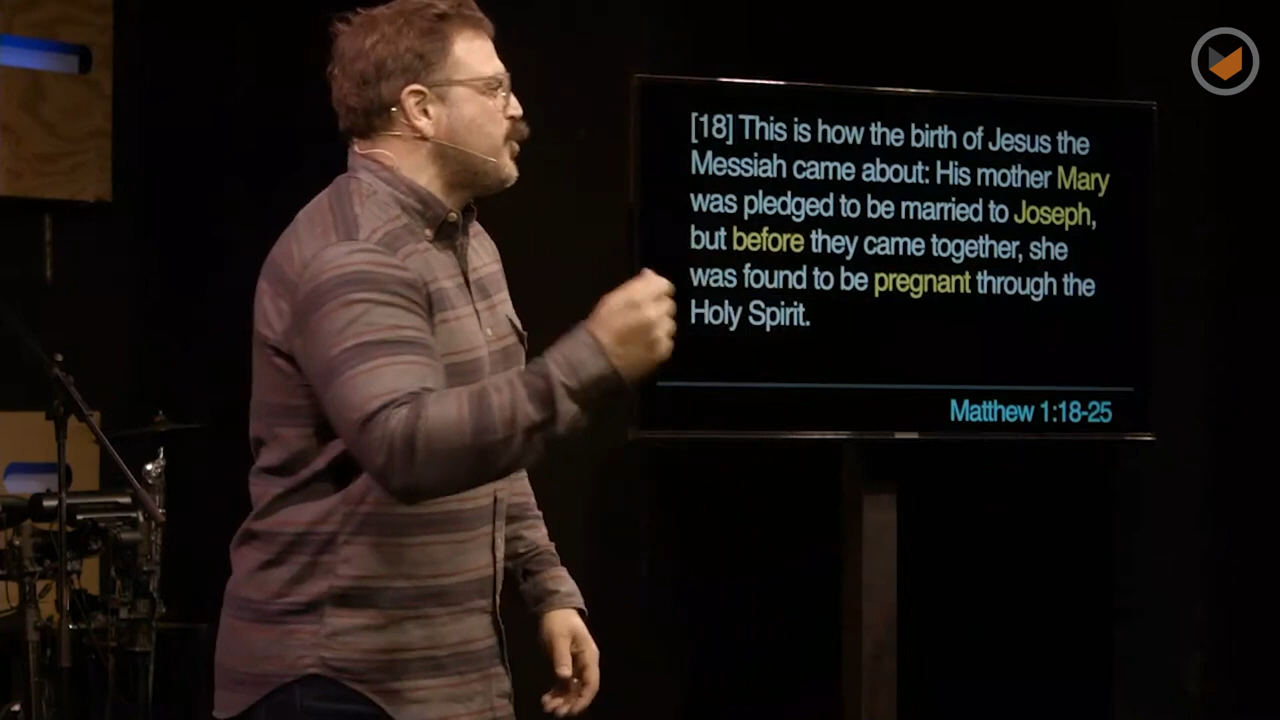 [18] This is how the birth of Jesus the
Messiah came about: His mother Mary
was pledged to be married to Joseph,
but before they came together, she
was found to be pregnant through the
Holy Spirit.
Matthew 1:18-25